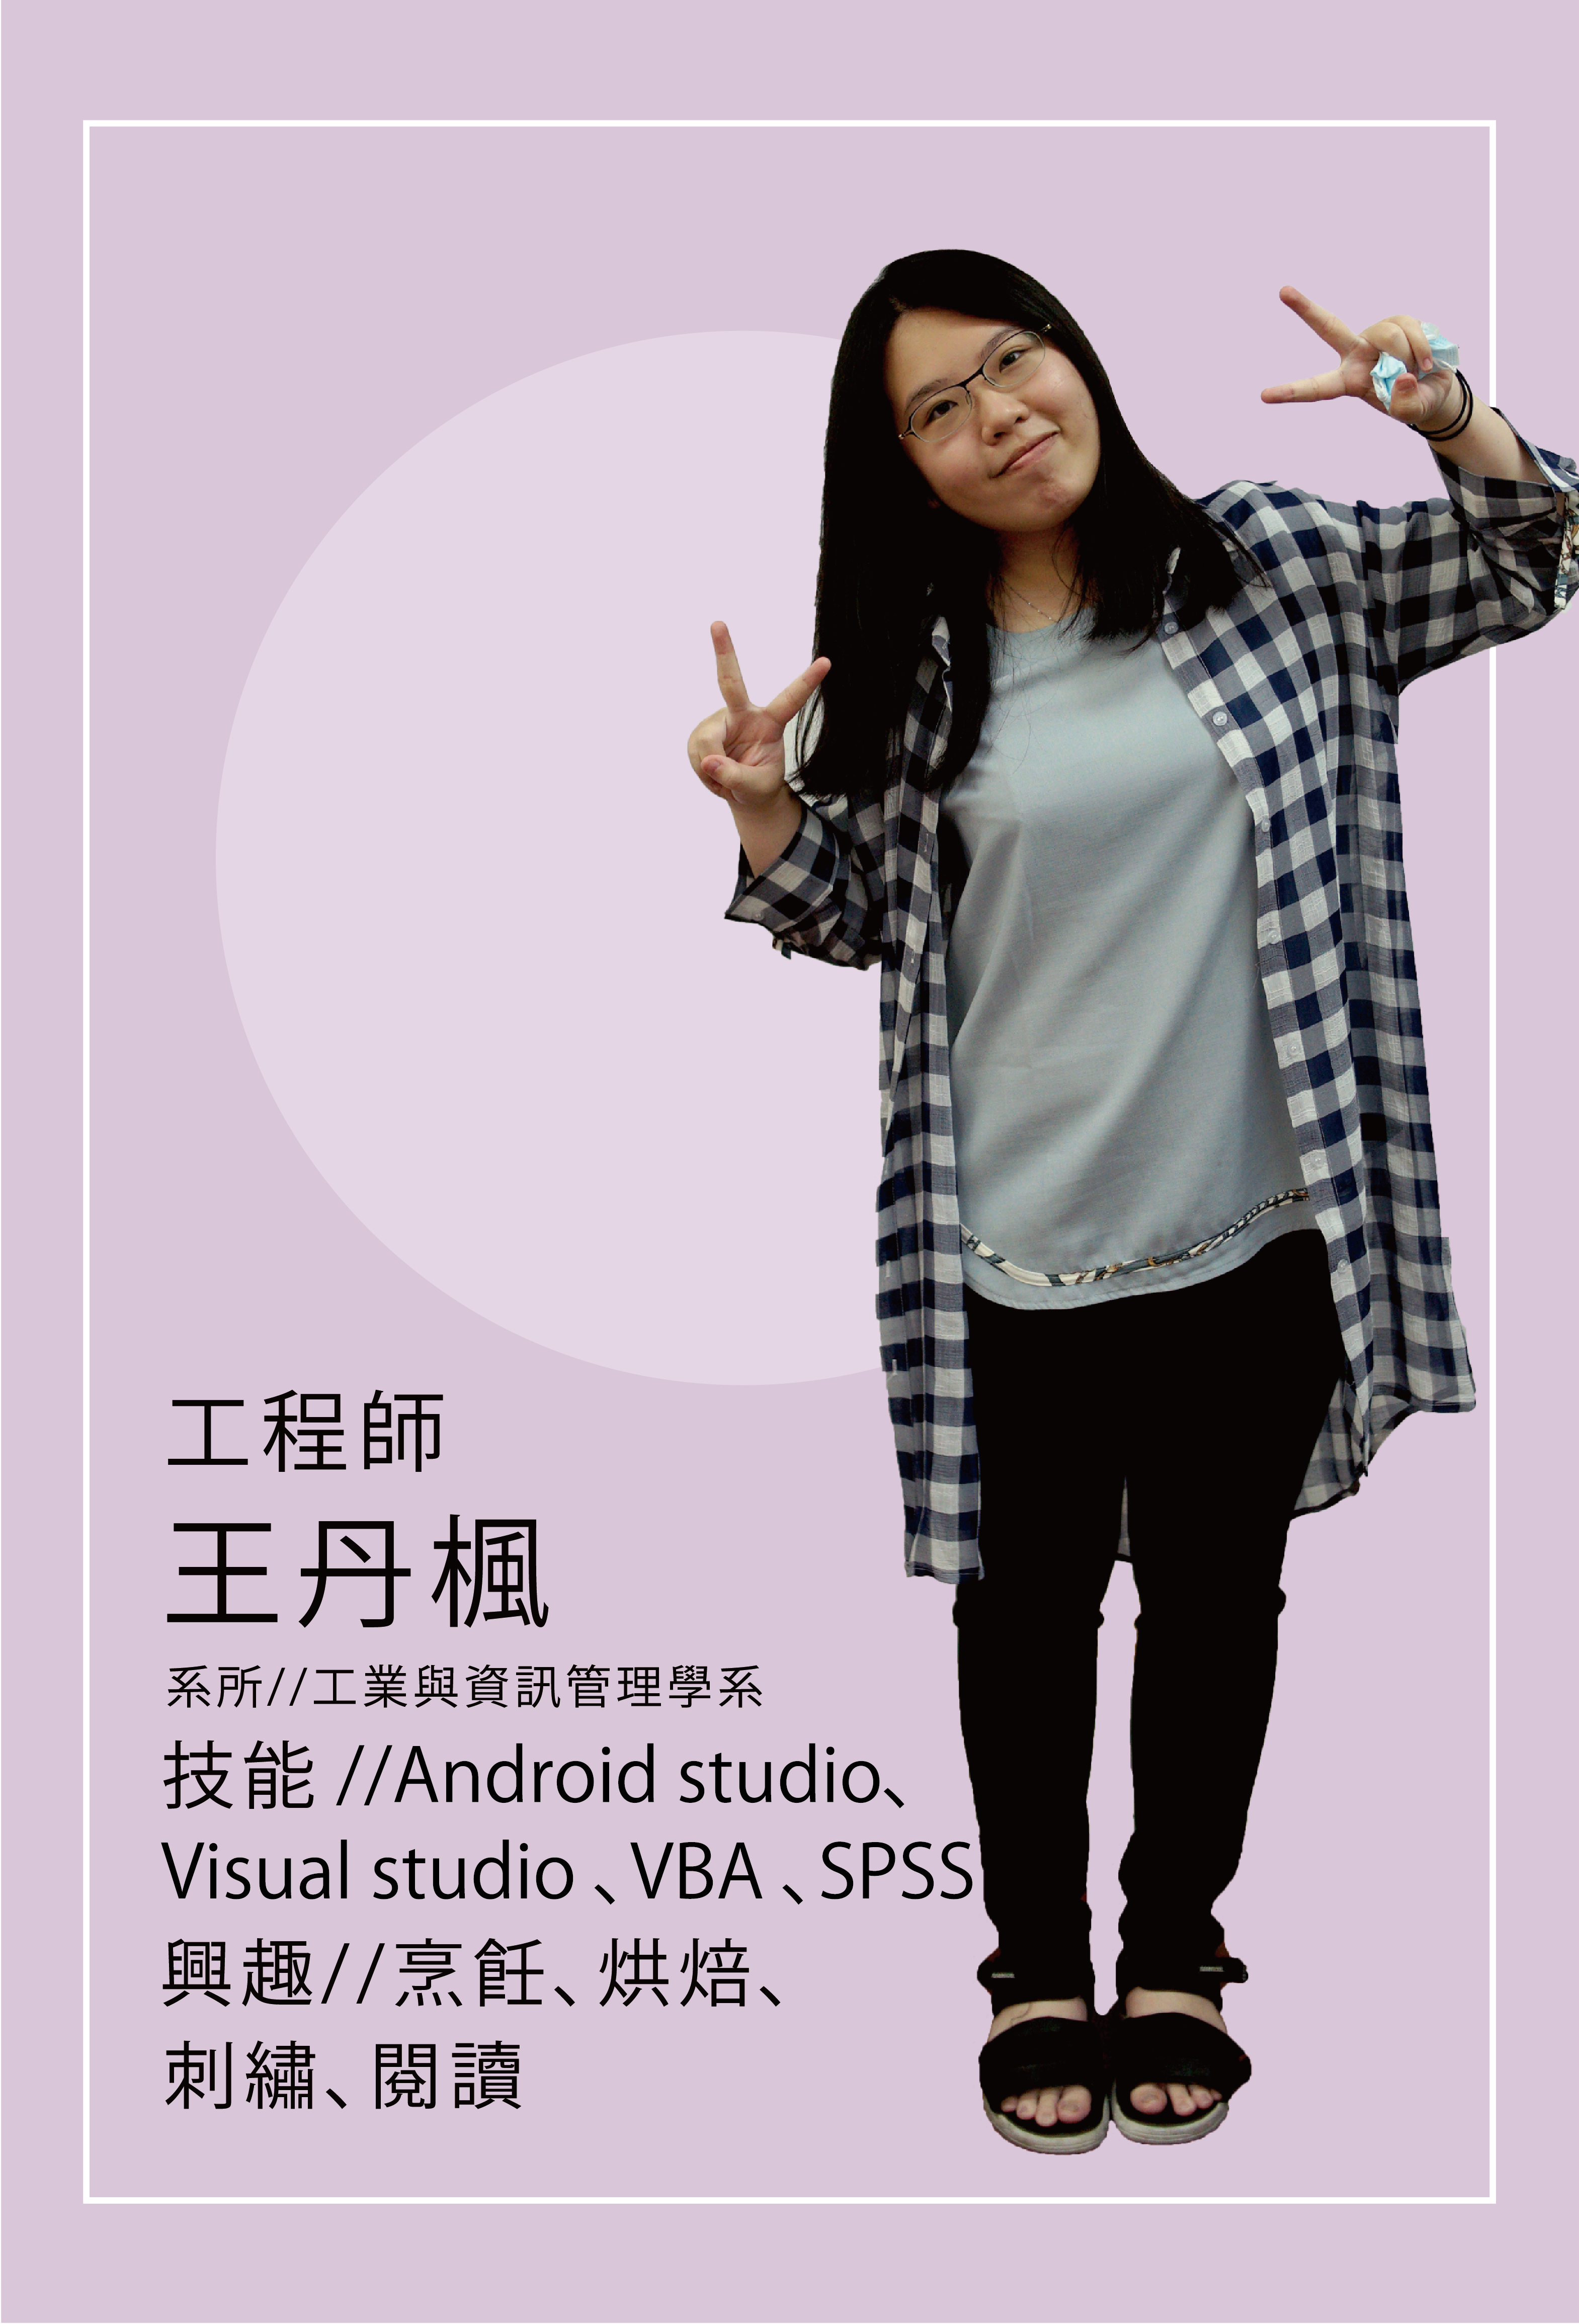 工程師
王丹楓
系所//工業與資訊管理學系
技能 //Android studio、
Visual studio 、VBA 、SPSS
興趣//烹飪、烘焙、
刺繡、閱讀